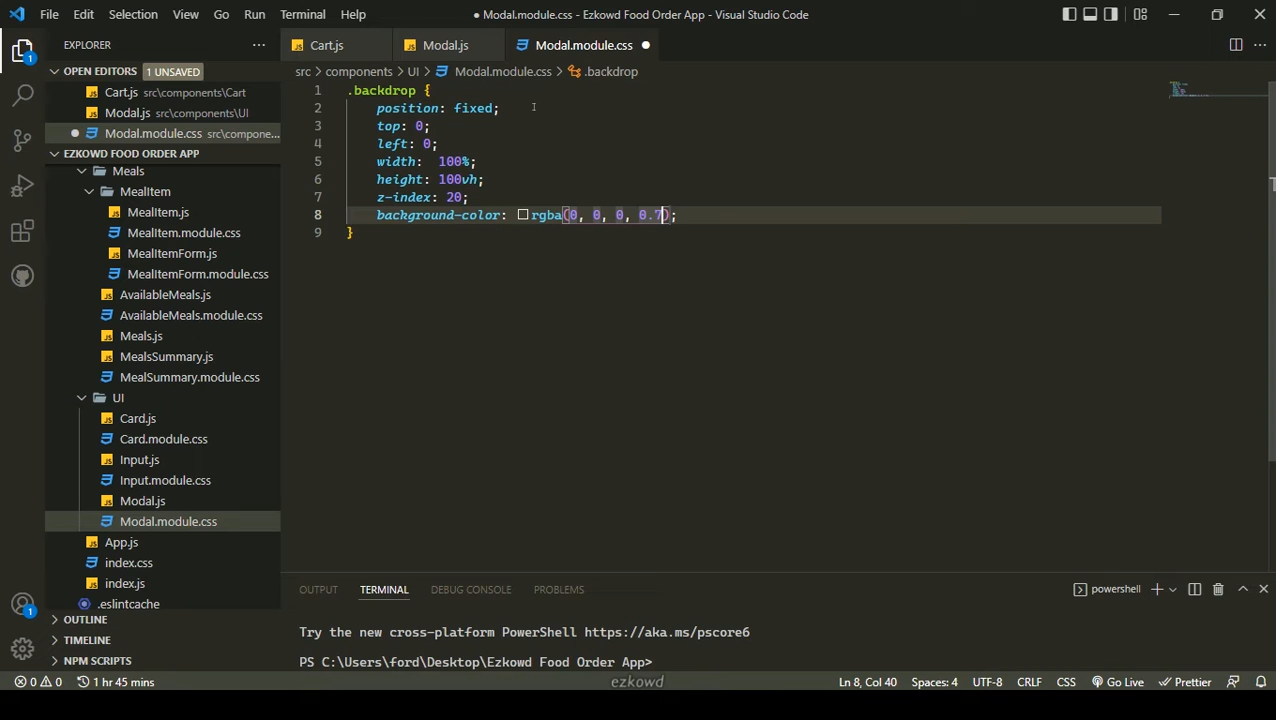 File Edit Selection View Go Run Terminal Help ● Modal.module.css - Ezkowd Food Order App - Visual Studio Code
EXPLORER
Cart.js Modal.js Modal.module.css
OPEN EDITORS 1 UNSAVED
src > components > UI > Modal.module.css > .backdrop
Cart.js src\components\Cart
Modal.js src\components\UI
Modal.module.css src\compone...
EZKOWD FOOD ORDER APP
Meals
MealItem
MealItem.js
MealItem.module.css
MealItemForm.js
MealItemForm.module.css
AvailableMeals.js
AvailableMeals.module.css
Meals.js
MealsSummary.js
MealSummary.module.css
UI
Card.js
Card.module.css
Input.js
Input.module.css
Modal.js
Modal.module.css
App.js
index.css
index.js
.eslintcache
OUTLINE
TIMELINE
NPM SCRIPTS
1 .backdrop {
2 position: fixed;
3 top: 0;
4 left: 0;
5 width: 100%;
6 height: 100vh;
7 z-index: 20;
8 background-color: rgba(0, 0, 0, 0.7);
9 }
OUTPUT TERMINAL DEBUG CONSOLE PROBLEMS powershell
Try the new cross-platform PowerShell https://aka.ms/pscore6
PS C:\Users\ford\Desktop\Ezkowd Food Order App>
1
1
0 0 1 hr 45 mins ezkowd Ln 8, Col 40 Spaces: 4 UTF-8 CRLF CSS Go Live Prettier